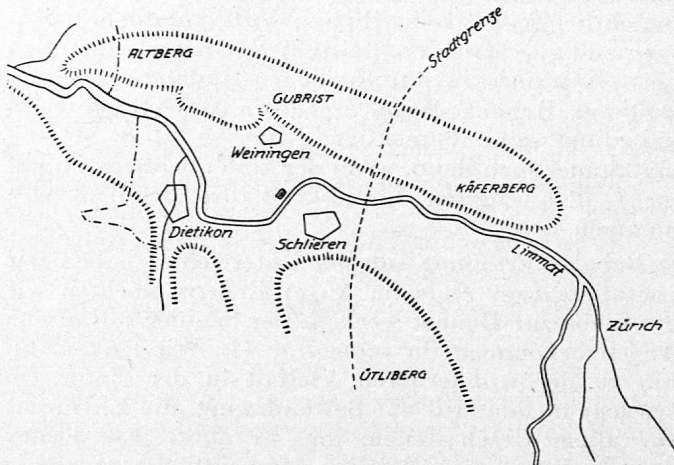 ALTBERG
Stadtgrenze
GUBRIST
Weiningen
KÄFERBERG
Dietikon
Schlieren
Limmat
Zürich
ÜTLIBERG